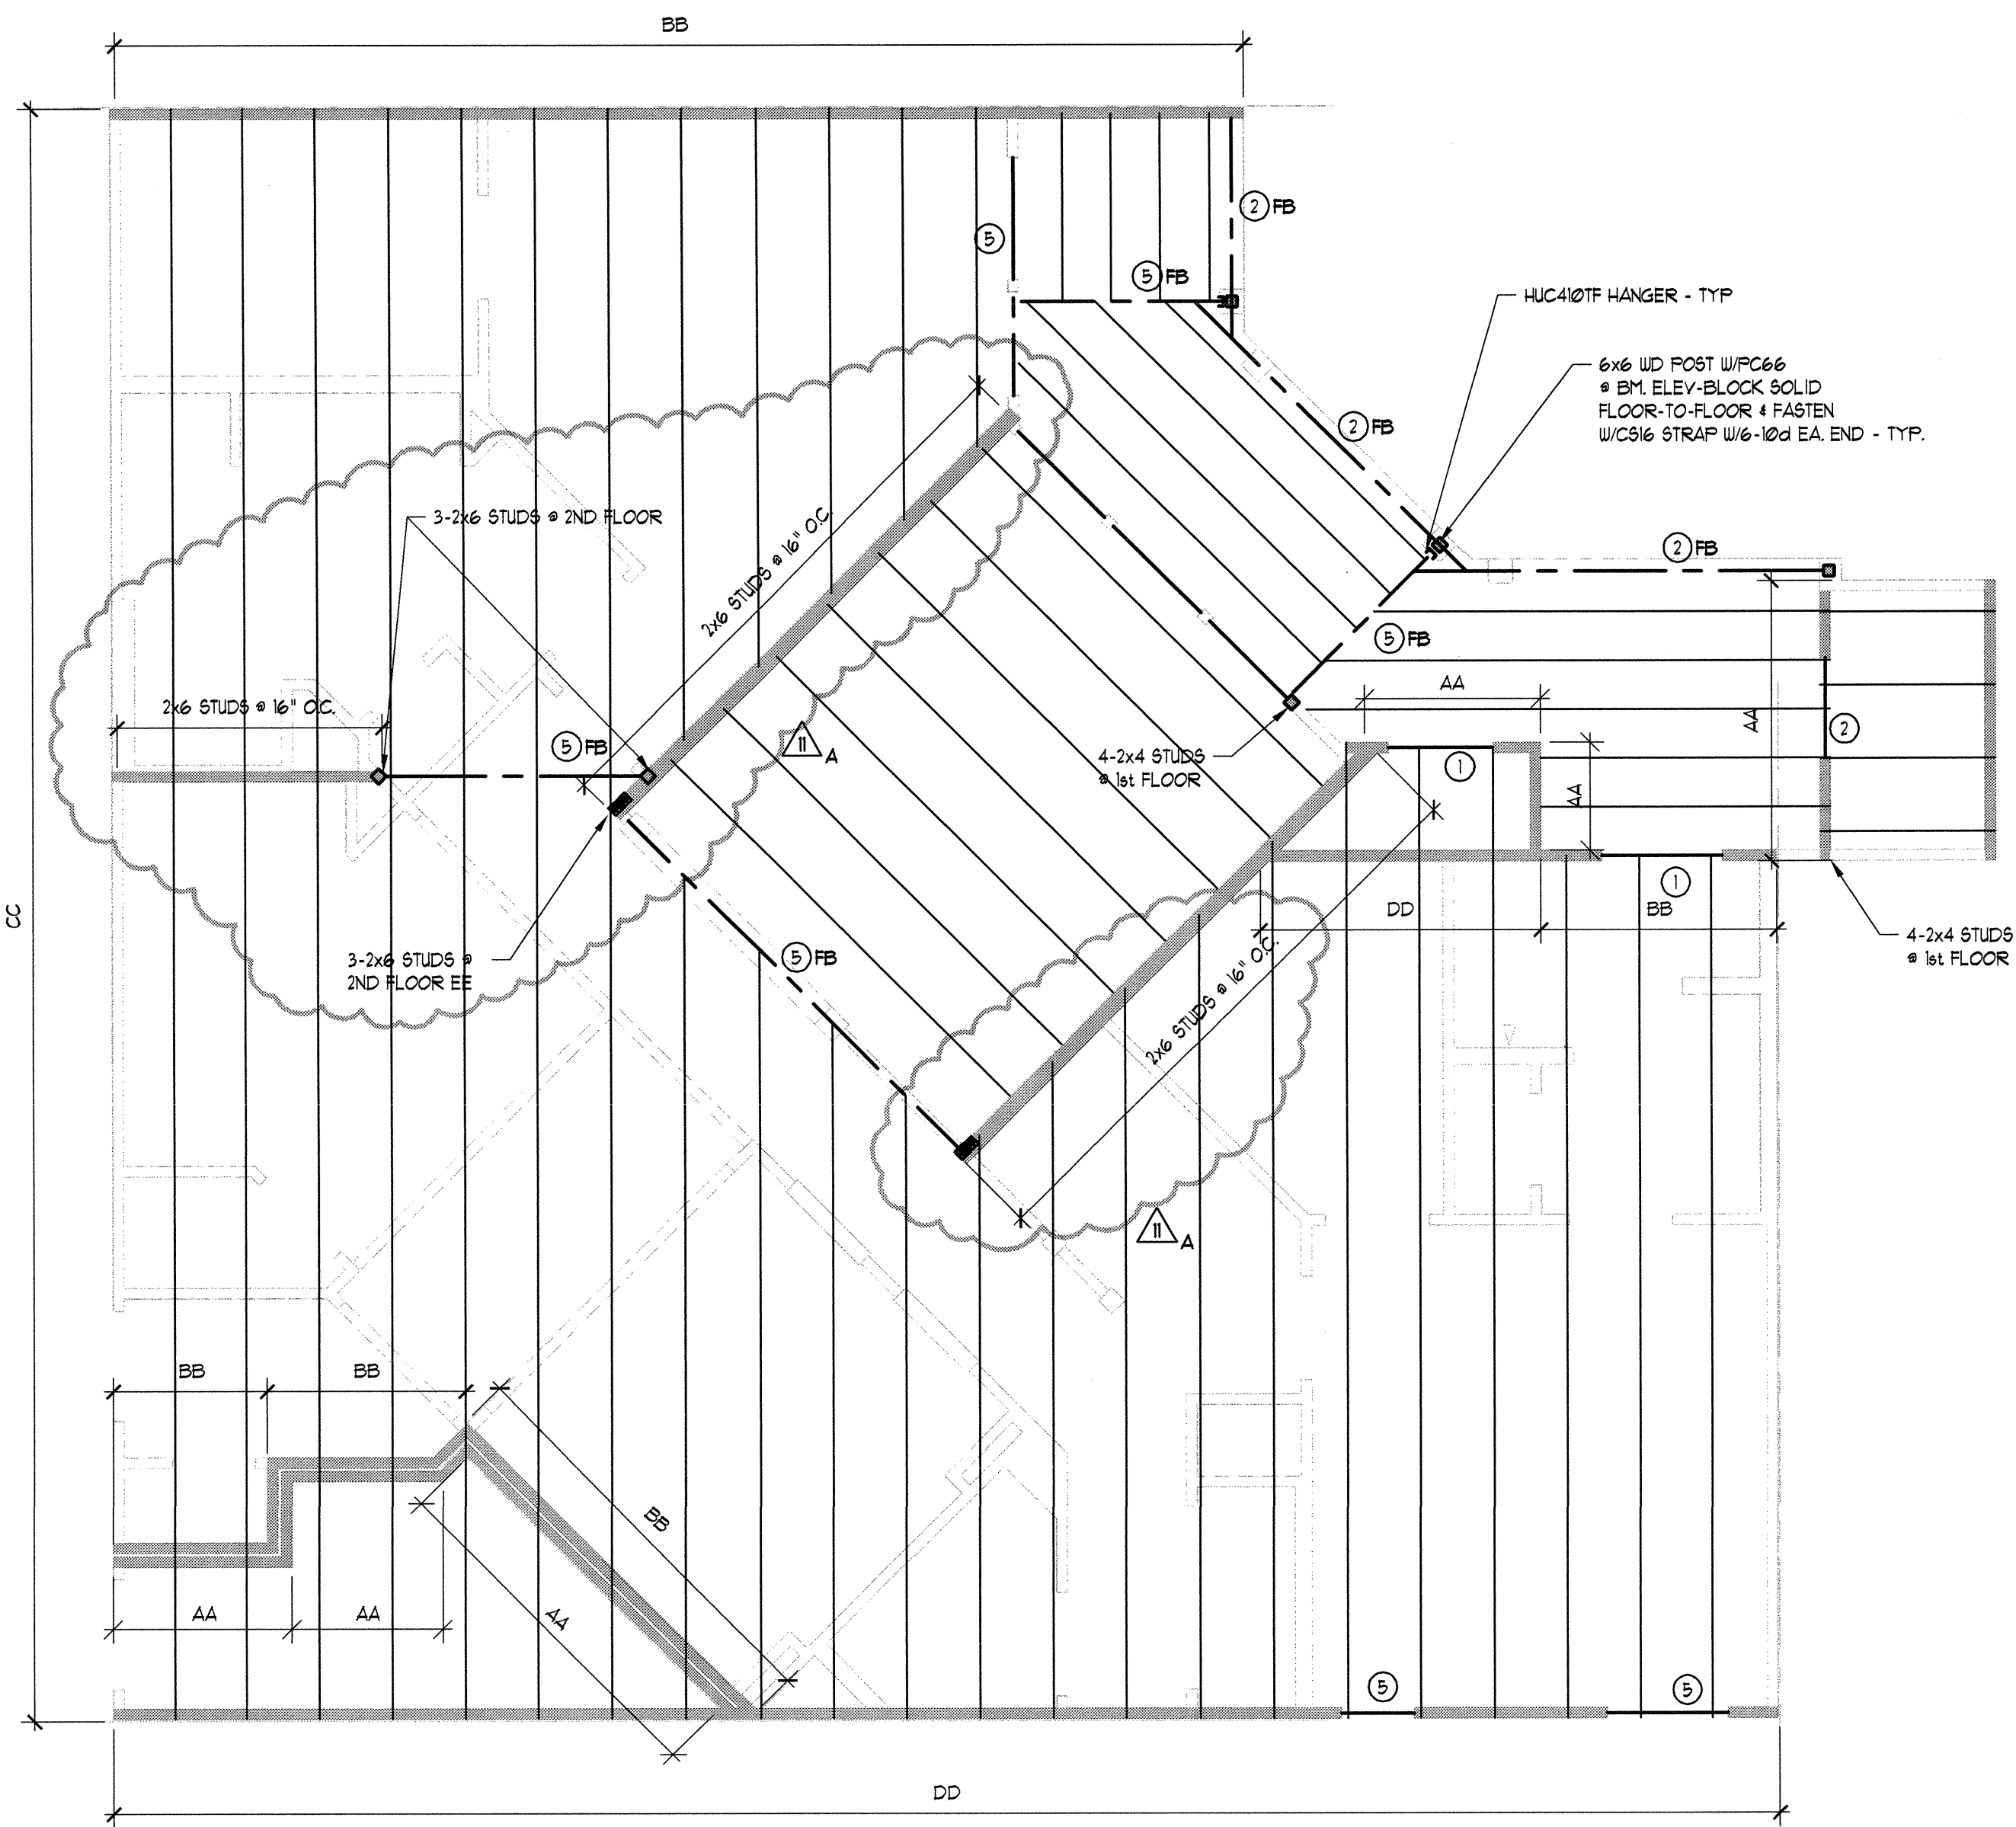 BB
2 FB
5
5 FB
HUC410TF HANGER - TYP
6x6 WD POST W/PC66
@ BM. ELEV-BLOCK SOLID
FLOOR-TO-FLOOR & FASTEN
W/CS16 STRAP W/6-10d EA. END - TYP.
2 FB
3-2x6 STUDS @ 2ND FLOOR
2x6 STUDS @ 16" O.C.
2 FB
5 FB
AA
AA
2x6 STUDS @ 16" O.C.
5 FB
11 A
4-2x4 STUDS
@ 1st FLOOR
1
AA
2
CC
1
DD
BB
4-2x4 STUDS
@ 1st FLOOR
3-2x6 STUDS @
2ND FLOOR EE
5 FB
2x6 STUDS @ 16" O.C.
11 A
BB
BB
BB
AA
AA
AA
5
5
DD